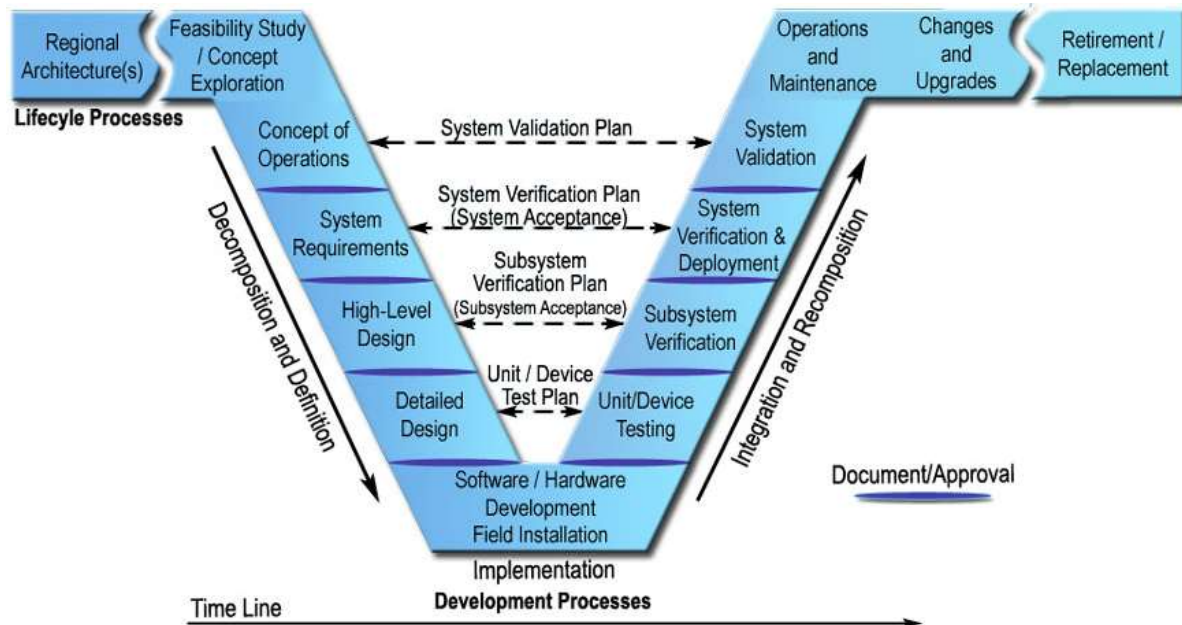 Regional
Architecture(s)
Feasibility Study
/ Concept
Exploration
Operations
and
Maintenance
Changes
and
Upgrades
Retirement /
Replacement
Lifecyle Processes
Concept of
Operations
System Validation Plan
System
Validation
Decomposition and Definition
System
Requirements
System Verification Plan
(System Acceptance)
System
Verification &
Deployment
Integration and Recomposition
High-Level
Design
Subsystem
Verification Plan
(Subsystem Acceptance)
Subsystem
Verification
Detailed
Design
Unit / Device
Test Plan
Unit/Device
Testing
Software / Hardware
Development
Field Installation
Document/Approval
Implementation
Development Processes
Time Line